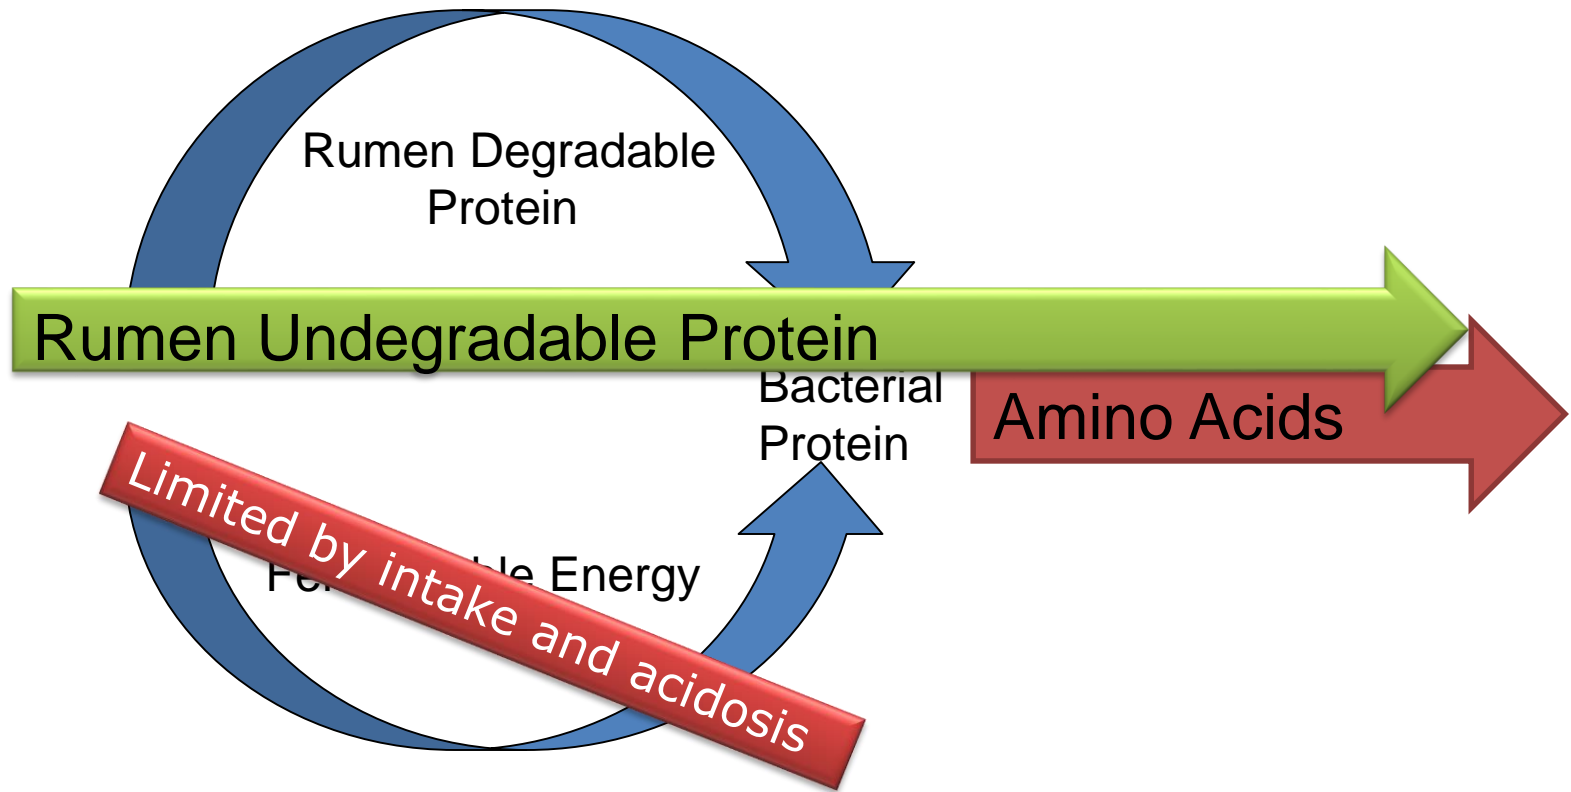 Rumen Degradable
Protein
Rumen Undegradable Protein
Bacterial
Protein
Amino Acids
Limited by intake and acidosis
Energy